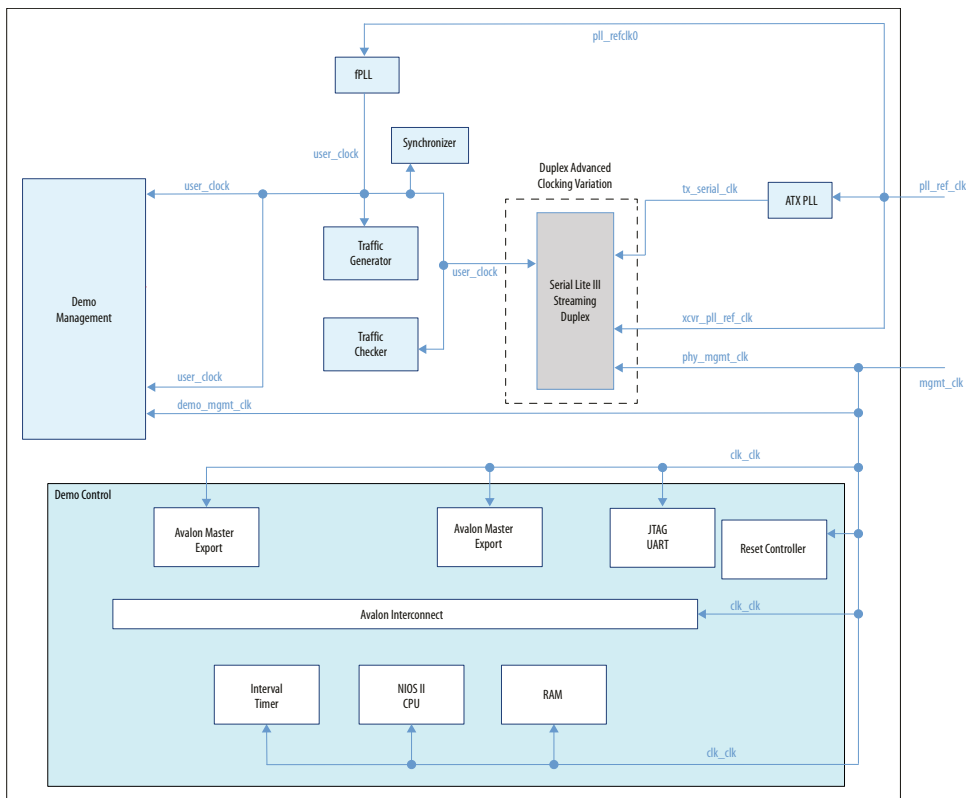 pll_refclk0
fPLL
user_clock
Synchronizer
Duplex Advanced
Clocking Variation
user_clock
tx_serial_clk
ATX PLL
pll_ref_clk
Traffic
Generator
user_clock
Serial Lite III
Streaming
Duplex
Demo
Management
xcvr_pll_ref_clk
Traffic
Checker
phy_mgmt_clk
user_clock
mgmt_clk
demo_mgmt_clk
clk_clk
Demo Control
Avalon Master
Export
Avalon Master
Export
JTAG
UART
Reset Controller
Avalon Interconnect
clk_clk
Interval
Timer
NIOS II
CPU
RAM
clk_clk